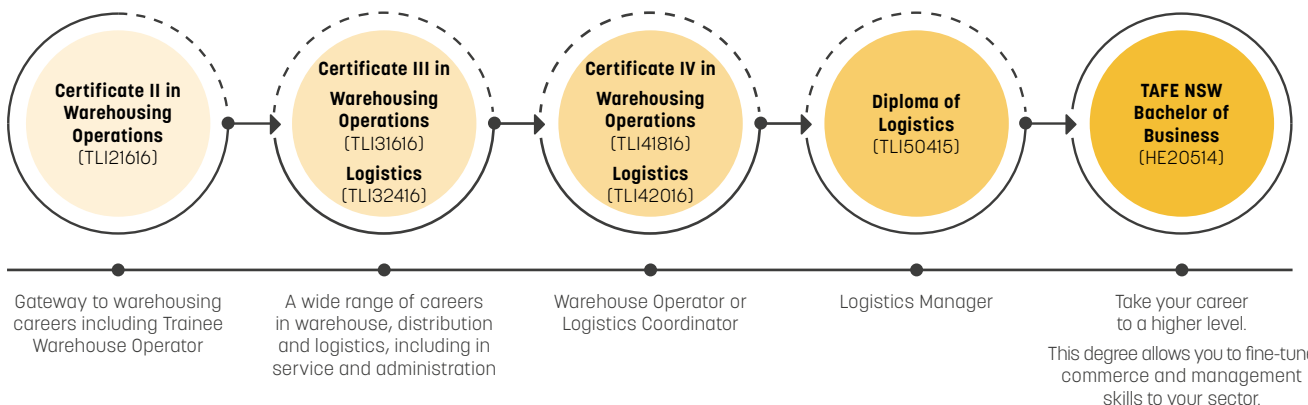 Certificate II in
Warehousing
Operations
(TLI21616)
Certificate III in
Warehousing
Operations
(TLI31616)
Logistics
(TLI32416)
Certificate IV in
Warehousing
Operations
(TLI41816)
Logistics
(TLI42016)
Diploma of
Logistics
(TLI50415)
TAFE NSW
Bachelor of
Business
(HE20514)
Gateway to warehousing
careers including Trainee
Warehouse Operator
A wide range of careers
in warehouse, distribution
and logistics, including in
service and administration
Warehouse Operator or
Logistics Coordinator
Logistics Manager
Take your career
to a higher level.
This degree allows you to fine-tune
commerce and management
skills to your sector.